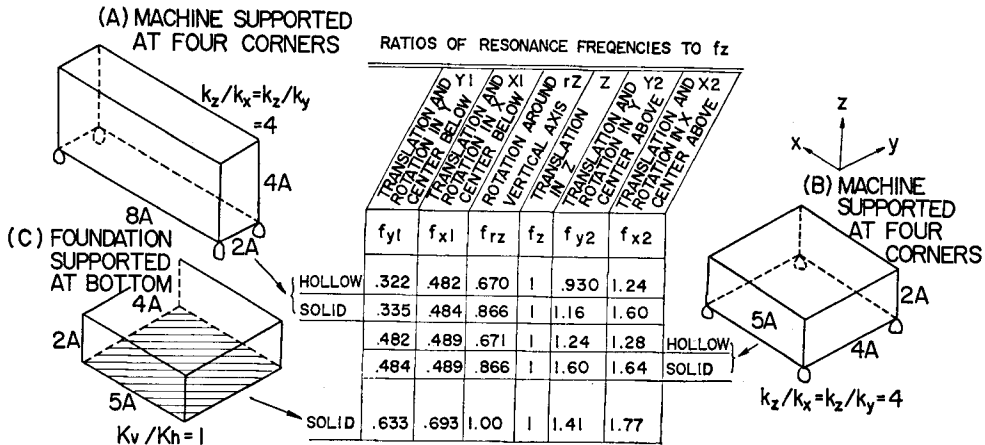 (A) MACHINE SUPPORTED
AT FOUR CORNERS
kz/kx=kz/ky
=4
4A
8A
2A
RATIOS OF RESONANCE FREQENCIES TO fz
TRANSLATION AND Y1
ROTATION IN Y
CENTER BELOW
TRANSLATION AND X1
ROTATION IN X
CENTER BELOW
ROTATION AROUND rZ
VERTICAL AXIS
TRANSLATION Z
IN Z
TRANSLATION AND Y2
ROTATION IN Y
CENTER ABOVE
TRANSLATION AND X2
ROTATION IN X
CENTER ABOVE
fy1 fx1 frz fz fy2 fx2
HOLLOW .322 .482 .670 1 .930 1.24
SOLID .335 .484 .866 1 1.16 1.60
.482 .489 .671 1 1.24 1.28 HOLLOW
.484 .489 .866 1 1.60 1.64 SOLID
SOLID .633 .693 1.00 1 1.41 1.77
z
x
y
(B) MACHINE
SUPPORTED
AT FOUR
CORNERS
2A
5A
4A
kz/kx=kz/ky=4
(C) FOUNDATION
SUPPORTED
AT BOTTOM
4A
2A
5A
Kv/Kh=1